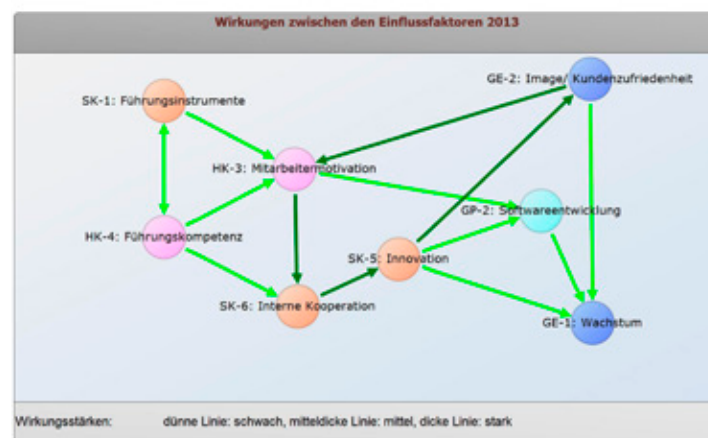 Wirkungen zwischen den Einflussfaktoren 2013
GE-2: Image/ Kundenzufriedenheit
SK-1: Führungsinstrumente
HK-3: Mitarbeitermotivation
GP-2: Softwareentwicklung
HK-4: Führungskompetenz
SK-5: Innovation
SK-6: Interne Kooperation
GE-1: Wachstum
Wirkungsstärken: dünne Linie: schwach, mitteldicke Linie: mittel, dicke Linie: stark